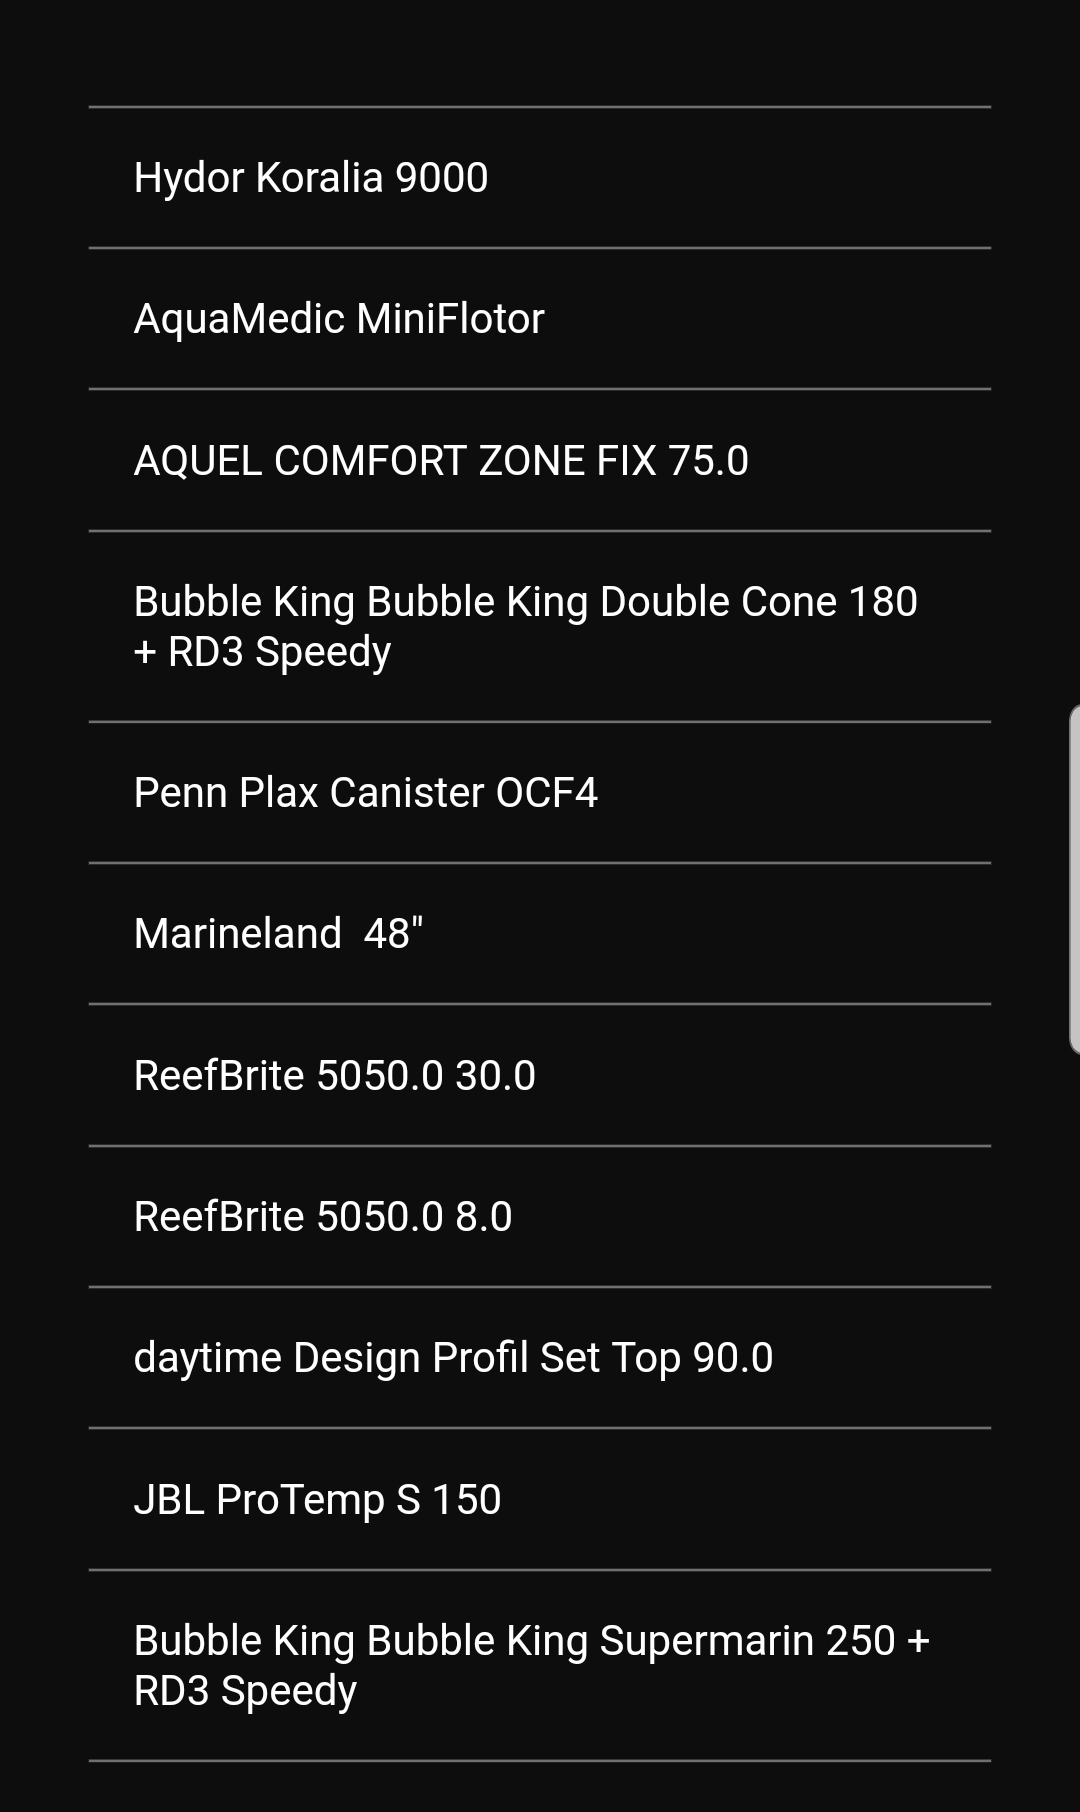 Hydor Koralia 9000
AquaMedic MiniFlotor
AQUEL COMFORT ZONE FIX 75.0
Bubble King Bubble King Double Cone 180
+ RD3 Speedy
Penn Plax Canister OCF4
Marineland  48"
ReefBrite 5050.0 30.0
ReefBrite 5050.0 8.0
daytime Design Profil Set Top 90.0
JBL ProTemp S 150
Bubble King Bubble King Supermarin 250 +
RD3 Speedy